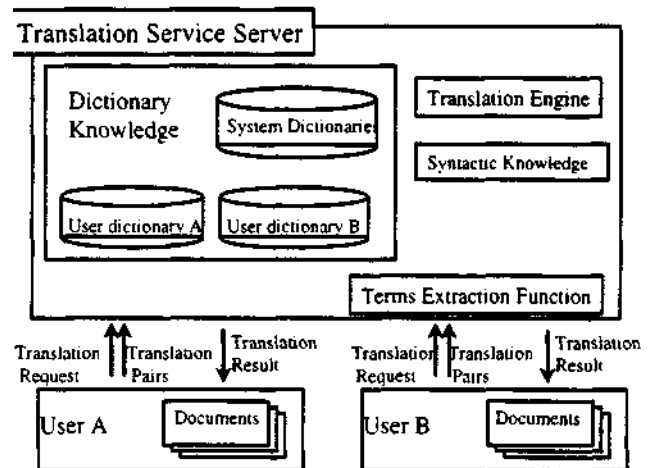 Translation Service Server
Dictionary
Knowledge
System Dictionaries
Translation Engine
Syntactic Knowledge
User dictionary A
User dictionary B
Terms Extraction Function
Translation
Request
Translation
Pairs
Translation
Result
Translation
Request
Translation
Pairs
Translation
Result
User A
Documents
User B
Documents